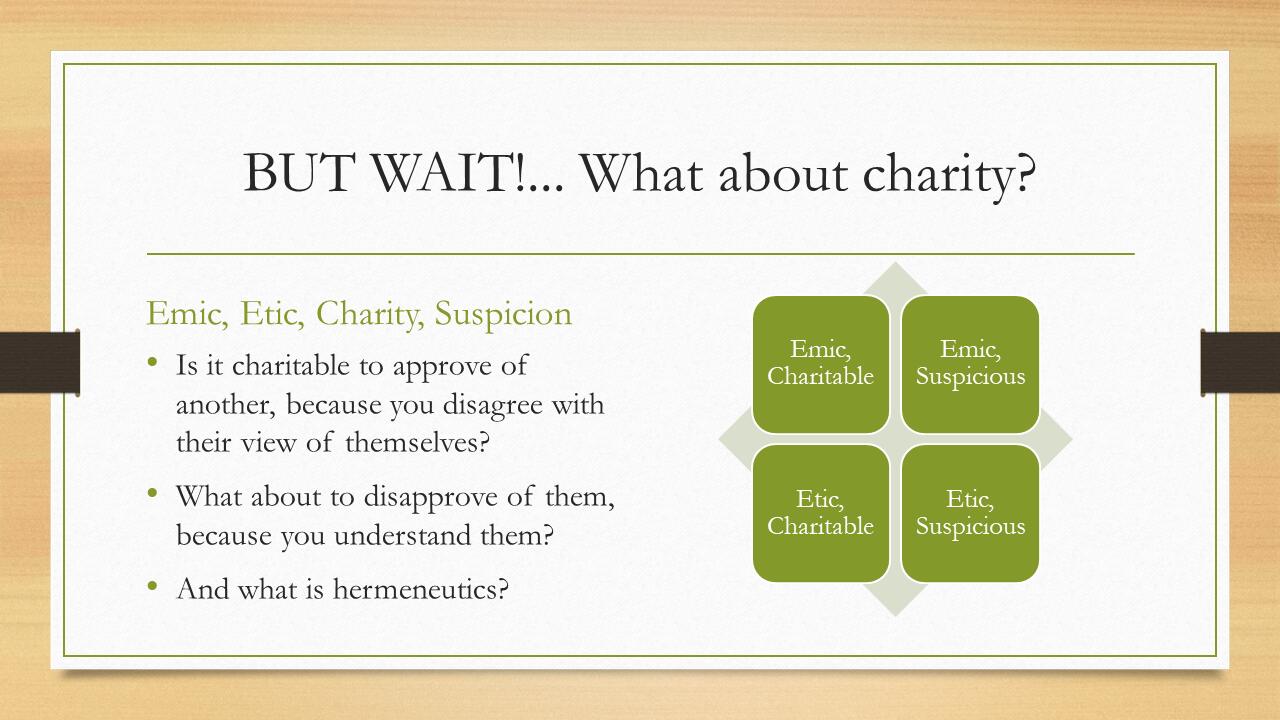 BUT WAIT!... What about charity?
Emic, Etic, Charity, Suspicion
• Is it charitable to approve of
another, because you disagree with
their view of themselves?
• What about to disapprove of them,
because you understand them?
• And what is hermeneutics?
Emic,
Charitable
Emic,
Suspicious
Etic,
Charitable
Etic,
Suspicious